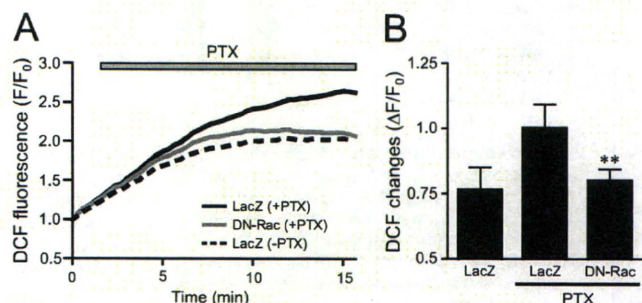 A
PTX
DCF fluorescence (F/F₀)
3.0
2.5
2.0
1.5
1.0
0.5
LacZ (+PTX)
DN-Rac (+PTX)
LacZ (-PTX)
0 5 10 15
Time (min)
B
DCF changes (ΔF/F₀)
1.25
1.0
0.75
0.5
**
LacZ LacZ DN-Rac
PTX